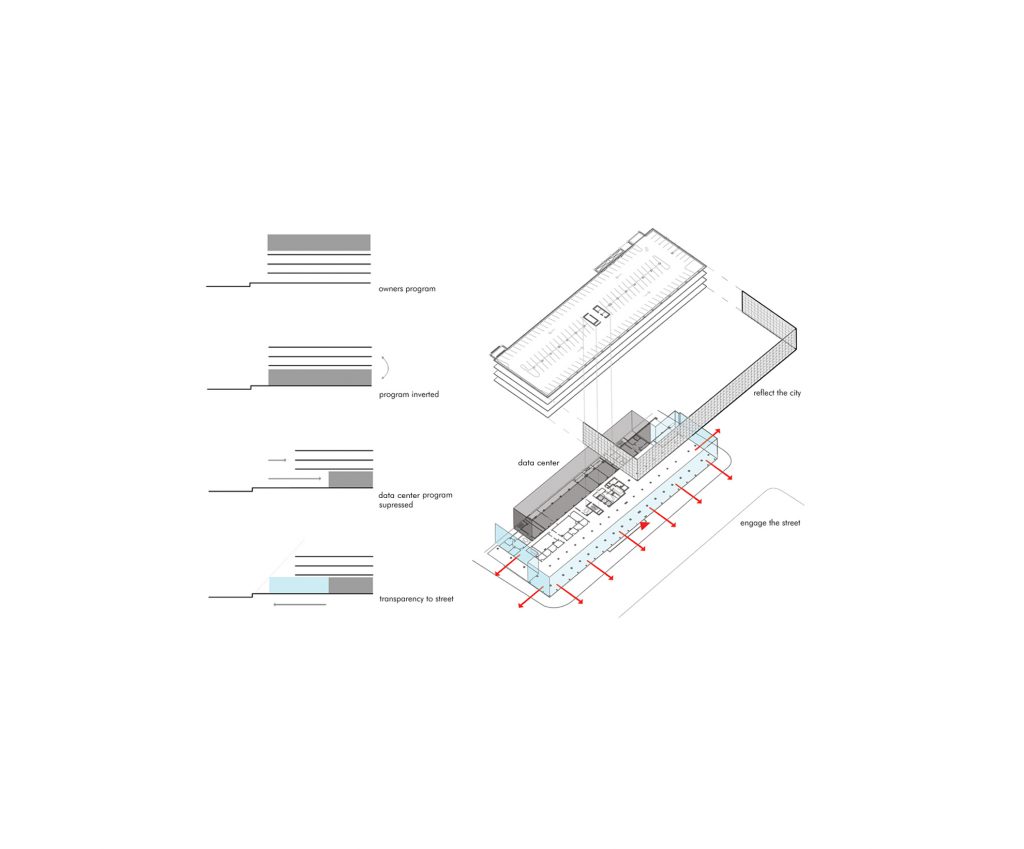 owners program
program inverted
data center program
supressed
transparency to street
reflect the city
data center
engage the street